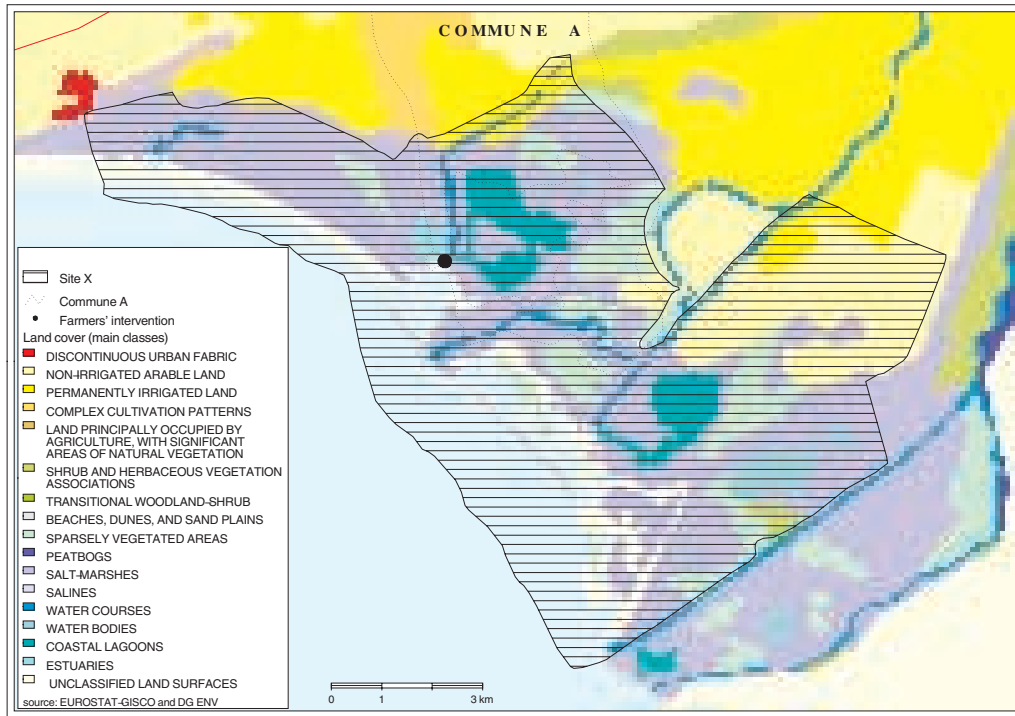 COMMUNE A
Site X
Commune A
Farmers' intervention
Land cover (main classes)
DISCONTINUOUS URBAN FABRIC
NON-IRRIGATED ARABLE LAND
PERMANENTLY IRRIGATED LAND
COMPLEX CULTIVATION PATTERNS
LAND PRINCIPALLY OCCUPIED BY
AGRICULTURE, WITH SIGNIFICANT
AREAS OF NATURAL VEGETATION
SHRUB AND HERBACEOUS VEGETATION
ASSOCIATIONS
TRANSITIONAL WOODLAND-SHRUB
BEACHES, DUNES, AND SAND PLAINS
SPARSELY VEGETATED AREAS
PEATBOGS
SALT-MARSHES
SALINES
WATER COURSES
WATER BODIES
COASTAL LAGOONS
ESTUARIES
UNCLASSIFIED LAND SURFACES
source: EUROSTAT-GISCO and DG ENV
0 1 3 km